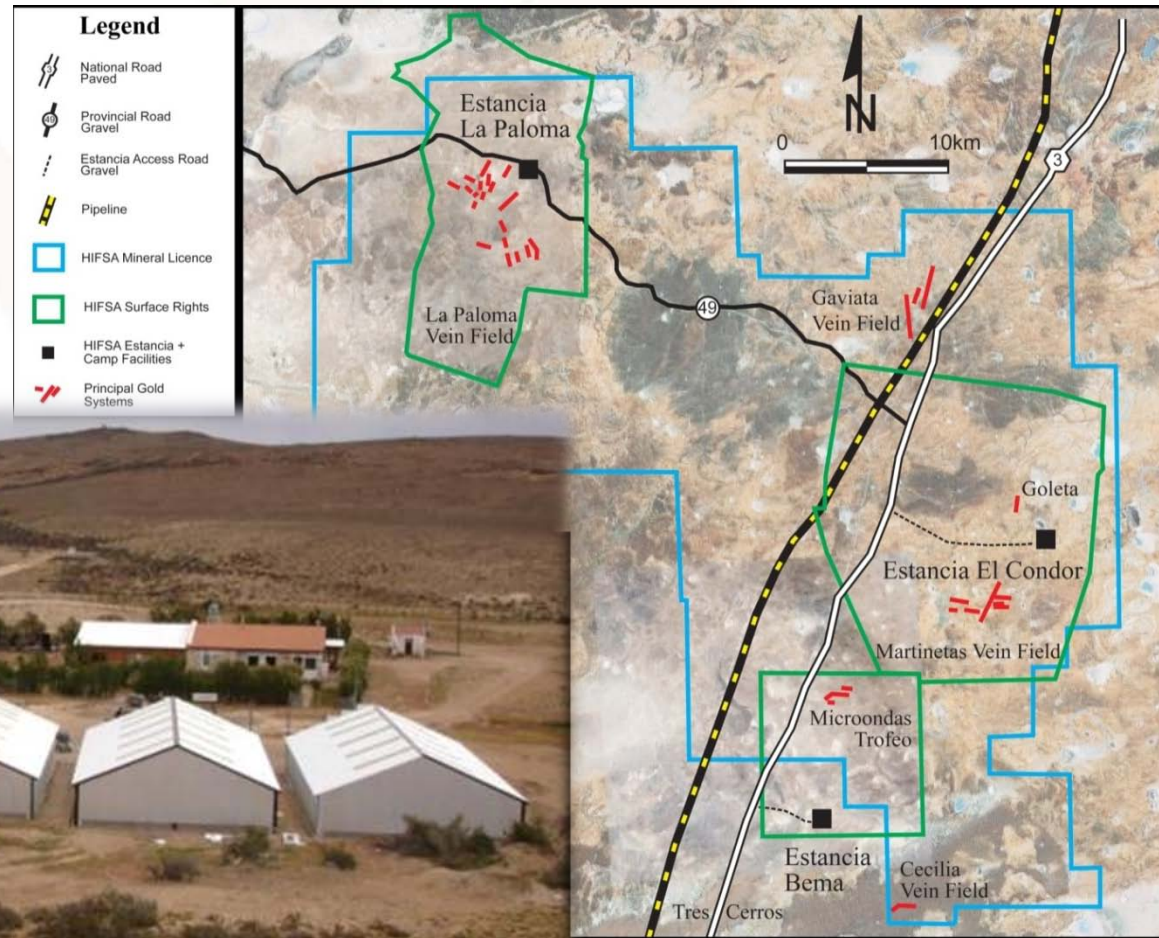 Legend
3
National Road
Paved
49
Provincial Road
Gravel
Estancia Access Road
Gravel
Pipeline
HIFSA Mineral Licence
HIFSA Surface Rights
HIFSA Estancia +
Camp Facilities
Principal Gold
Systems
Estancia
La Paloma
N
0 10km
3
La Paloma
Vein Field
49
Gaviata
Vein Field
Goleta
Estancia El Condor
Martinetas Vein Field
Microondas
Trofeo
Estancia
Bema
Cecilia
Vein Field
Tres Cerros